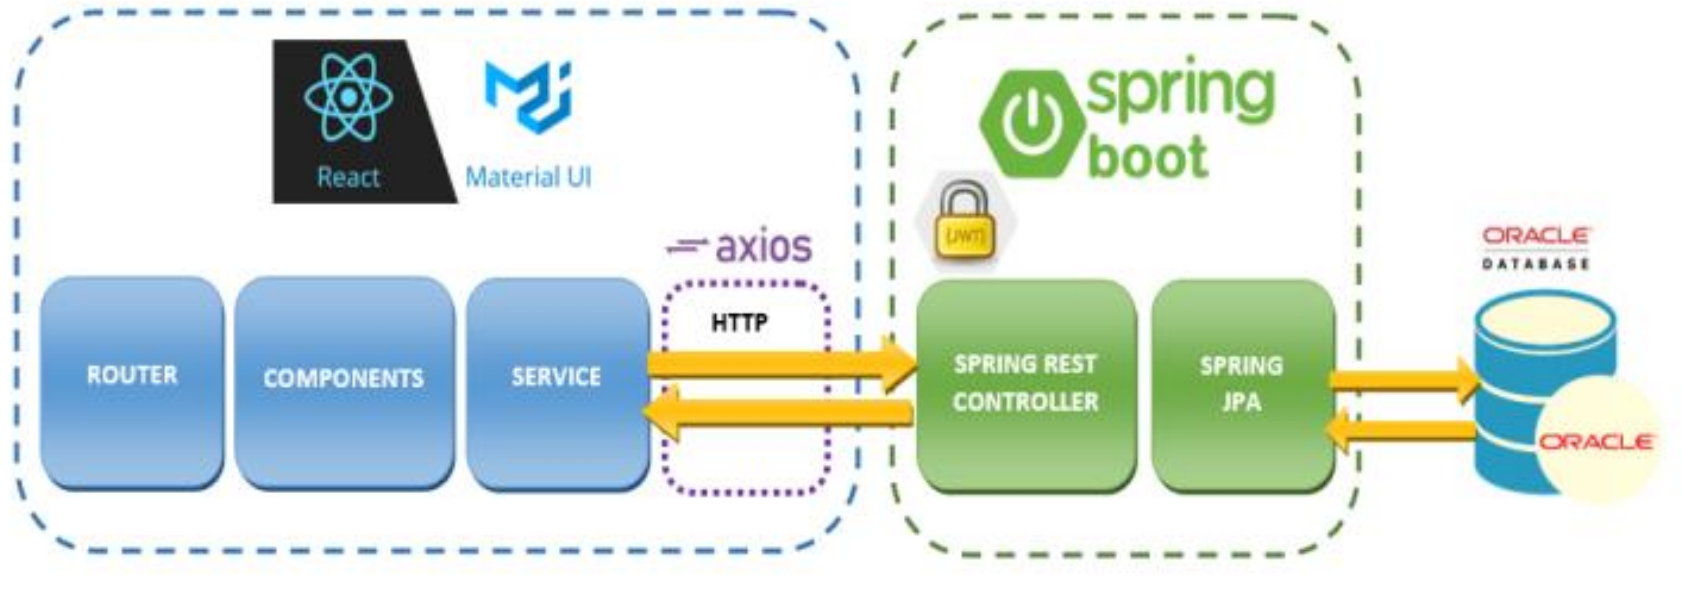 React
Material UI
spring
boot
{JWT}
axios
ORACLE
DATABASE
HTTP
ROUTER
COMPONENTS
SERVICE
SPRING REST
CONTROLLER
SPRING
JPA
ORACLE